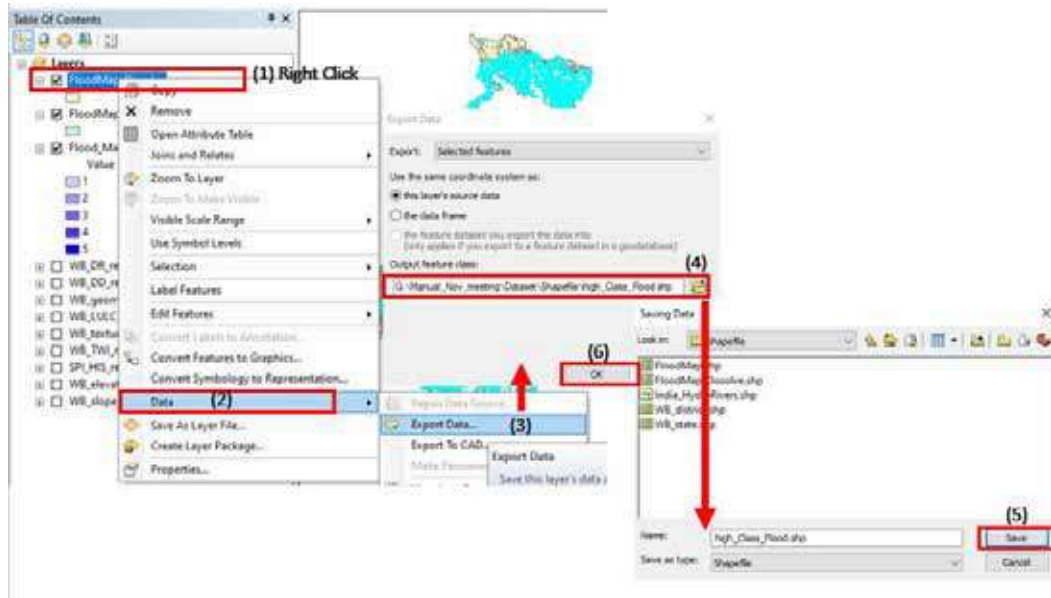 Table Of Contents
Layers
FloodMap
(1) Right Click
FloodMap
Flood_Ma
Value
1
2
3
4
5
WB_DR_re
WB_DD_re
WB_geom
WB_LULC
WB_textu
WB_TWI_r
SPI_HIS_re
WB_elevat
WB_slope
Copy
Remove
Open Attribute Table
Joins and Relates
Zoom To Layer
Zoom To Make Visible
Visible Scale Range
Use Symbol Levels
Selection
Label Features
Edit Features
Convert Labels to Annotation...
Convert Features to Graphics...
Convert Symbology to Representation...
Data
(2)
Save As Layer File...
Create Layer Package...
Properties...
Repair Data Source...
Export Data...
(3)
Export To CAD...
Export Data
Save this layer's data
Export Data
Export: Selected features
Use the same coordinate system as:
this layer's source data
the data frame
the feature dataset you export the data into
(only applies if you export to a feature dataset in a geodatabase)
Output feature class:
(4)
G:\Manual_Nov_meeting\Dataset\Shapefile\high_Class_Flood.shp
(6)
OK
Saving Data
Look in: Shapefile
FloodMap.shp
India_HydroRivers.shp
WB_district.shp
WB_state.shp
(5)
Name: high_Class_Flood.shp
Save
Save as type: Shapefile
Cancel